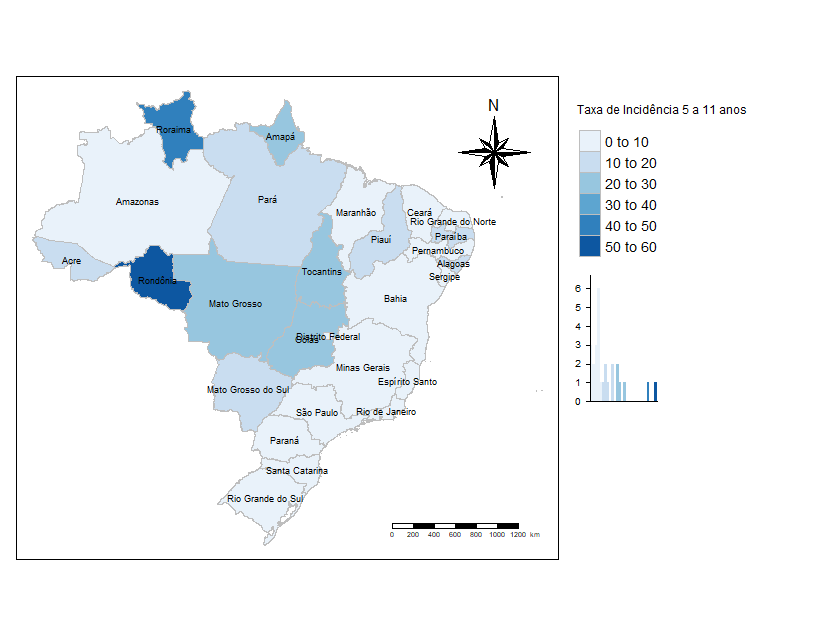 Taxa de Incidência 5 a 11 anos
0 to 10
10 to 20
20 to 30
30 to 40
40 to 50
50 to 60
6
5
4
3
2
1
0
N
Roraima
Amapá
Amazonas
Pará
Maranhão
Ceará
Rio Grande do Norte
Piauí
Paraíba
Pernambuco
Acre
Alagoas
Tocantins
Sergipe
Rondônia
Bahia
Mato Grosso
Distrito Federal
Goiás
Minas Gerais
Espírito Santo
Mato Grosso do Sul
São Paulo
Rio de Janeiro
Paraná
Santa Catarina
Rio Grande do Sul
0 200 400 600 800 1000 1200 km